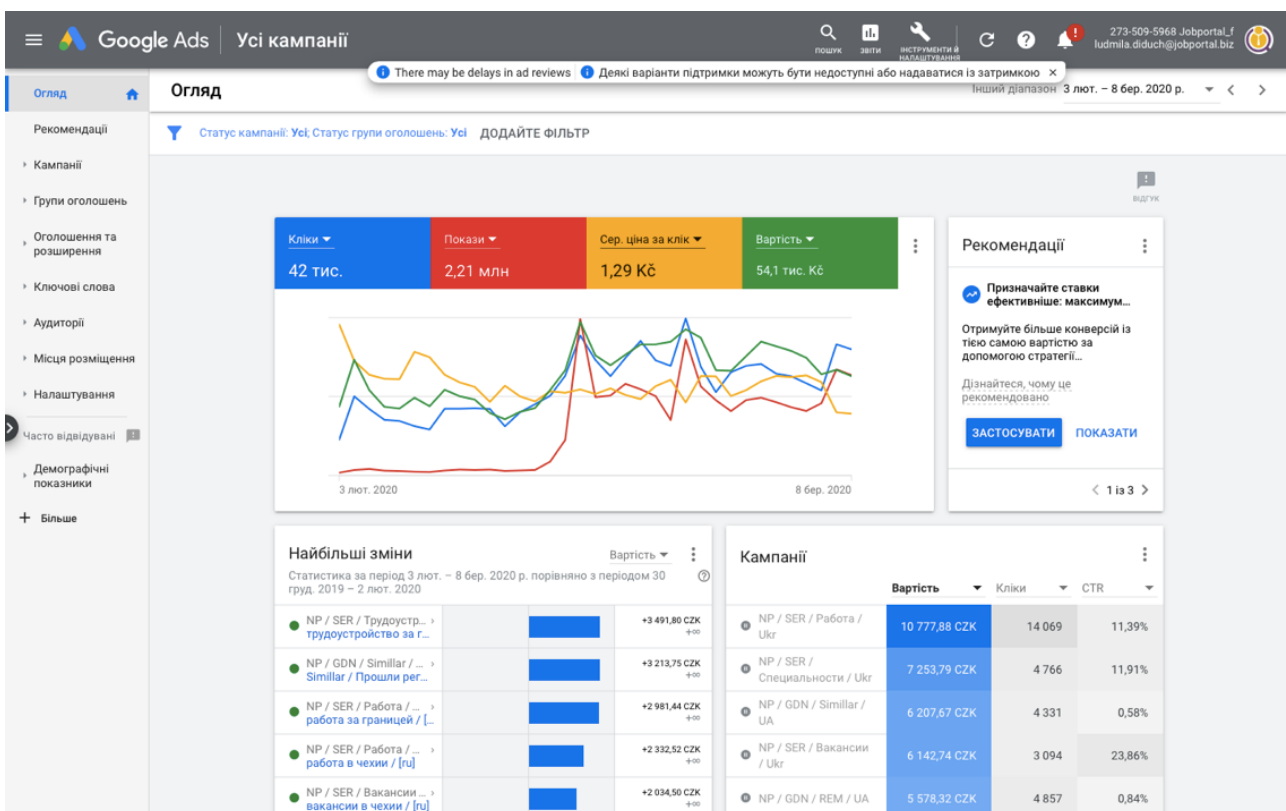 Google Ads
Усі кампанії
ПОШУК
ЗВІТИ
ІНСТРУМЕНТИ Й
НАЛАШТУВАННЯ
273-509-5968 Jobportal_f
ludmila.diduch@jobportal.biz
There may be delays in ad reviews
Деякі варіанти підтримки можуть бути недоступні або надаватися із затримкою
Огляд
Рекомендації
Кампанії
Групи оголошень
Оголошення та
розширення
Ключові слова
Аудиторії
Місця розміщення
Налаштування
Часто відвідувані
Демографічні
показники
Більше
Огляд
Інший діапазон 3 лют. – 8 бер. 2020 р.
Статус кампанії: Усі; Статус групи оголошень: Усі ДОДАЙТЕ ФІЛЬТР
ВІДГУК
Кліки
42 тис.
Покази
2,21 млн
Сер. ціна за клік
1,29 Kč
Вартість
54,1 тис. Kč
3 лют. 2020
8 бер. 2020
Рекомендації
Призначайте ставки
ефективніше: максимум...
Отримуйте більше конверсій із
тією самою вартістю за
допомогою стратегії...
Дізнайтеся, чому це
рекомендовано
ЗАСТОСУВАТИ
ПОКАЗАТИ
1 із 3
Найбільші зміни
Вартість
Статистика за період 3 лют. – 8 бер. 2020 р. порівняно з періодом 30
груд. 2019 – 2 лют. 2020
NP / SER / Трудоустр...
трудоустройство за г...
+3 491,80 CZK
+∞
NP / GDN / Simillar / ...
Simillar / Прошли рег...
+3 213,75 CZK
+∞
NP / SER / Работа / ...
работа за границей / [...
+2 981,44 CZK
+∞
NP / SER / Работа / ...
работа в чехии / [ru]
+2 332,52 CZK
+∞
NP / SER / Вакансии ...
вакансии в чехии / [ru]
+2 034,50 CZK
+∞
Кампанії
Вартість
Кліки
CTR
NP / SER / Работа /
Ukr
10 777,88 CZK
14 069
11,39%
NP / SER /
Специальности / Ukr
7 253,79 CZK
4 766
11,91%
NP / GDN / Simillar /
UA
6 207,67 CZK
4 331
0,58%
NP / SER / Вакансии
/ Ukr
6 142,74 CZK
3 094
23,86%
NP / GDN / REM / UA
5 578,32 CZK
4 857
0,84%